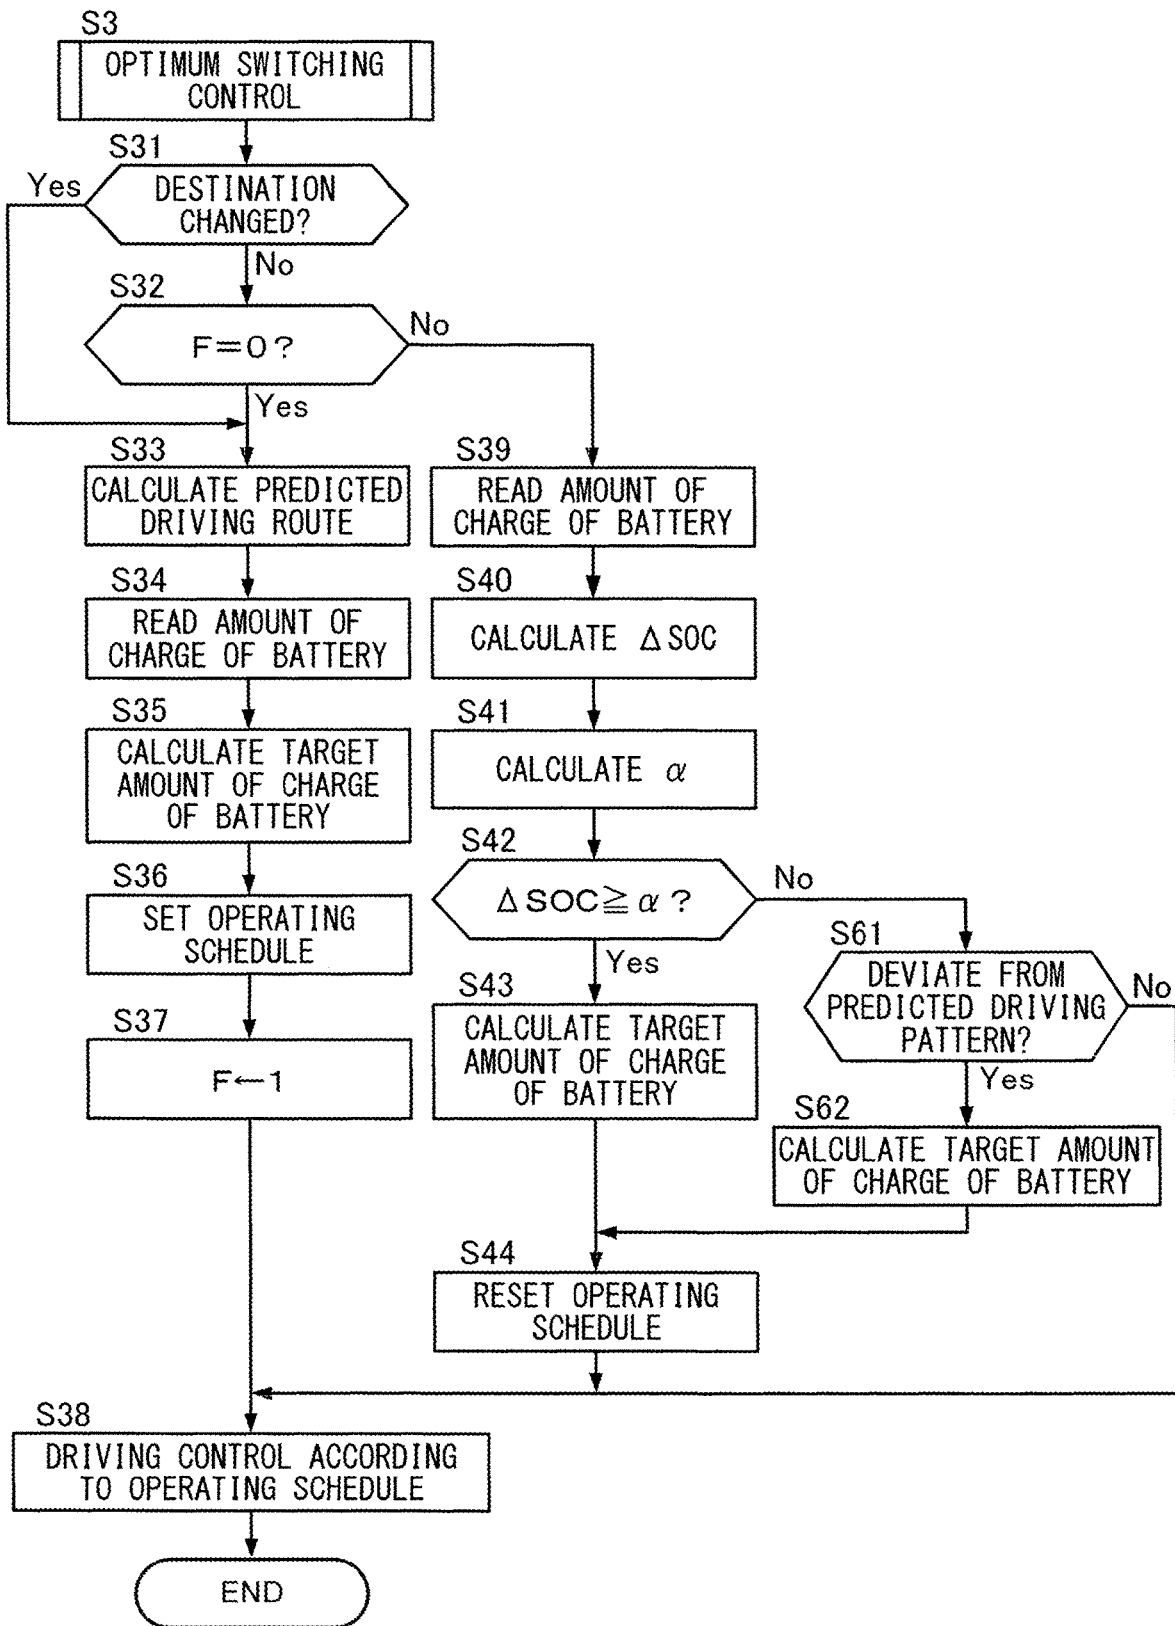 S3
OPTIMUM SWITCHING
CONTROL
S31
Yes
DESTINATION
CHANGED?
No
S32
F=0?
No
Yes
S33
CALCULATE PREDICTED
DRIVING ROUTE
S34
READ AMOUNT OF
CHARGE OF BATTERY
S35
CALCULATE TARGET
AMOUNT OF CHARGE
OF BATTERY
S36
SET OPERATING
SCHEDULE
S37
F←1
S39
READ AMOUNT OF
CHARGE OF BATTERY
S40
CALCULATE ΔSOC
S41
CALCULATE α
S42
ΔSOC≧α?
No
Yes
S43
CALCULATE TARGET
AMOUNT OF CHARGE
OF BATTERY
S61
DEVIATE FROM
PREDICTED DRIVING
PATTERN?
No
Yes
S62
CALCULATE TARGET AMOUNT
OF CHARGE OF BATTERY
S44
RESET OPERATING
SCHEDULE
S38
DRIVING CONTROL ACCORDING
TO OPERATING SCHEDULE
END